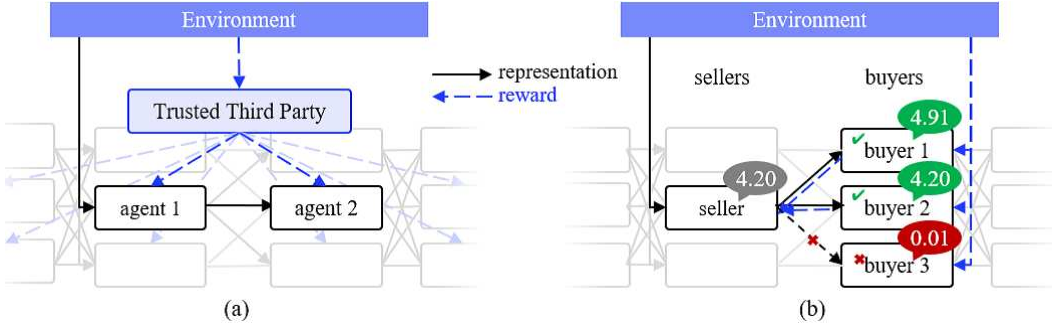 Environment
Trusted Third Party
agent 1
agent 2
(a)
representation
reward
Environment
sellers
buyers
4.91
buyer 1
4.20
seller
4.20
buyer 2
0.01
buyer 3
(b)